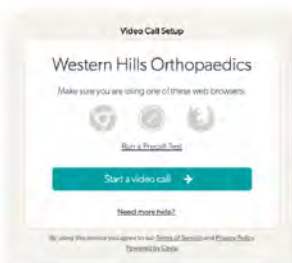 Video Call Setup
Western Hills Orthopaedics
Make sure you are using one of these web browsers:
Run a Precall Test
Start a video call
Need more help?
By using this service you agree to our Terms of Service and Privacy Policy
Powered by Coviu